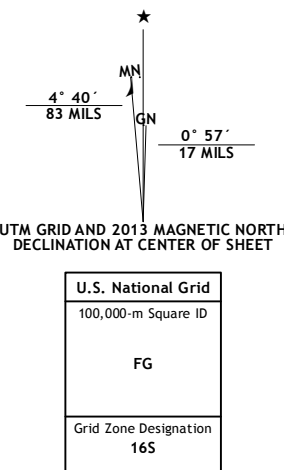 ★
MN
GN
4° 40´
83 MILS
0° 57´
17 MILS
UTM GRID AND 2013 MAGNETIC NORTH
DECLINATION AT CENTER OF SHEET
U.S. National Grid
100,000-m Square ID
FG
Grid Zone Designation
16S